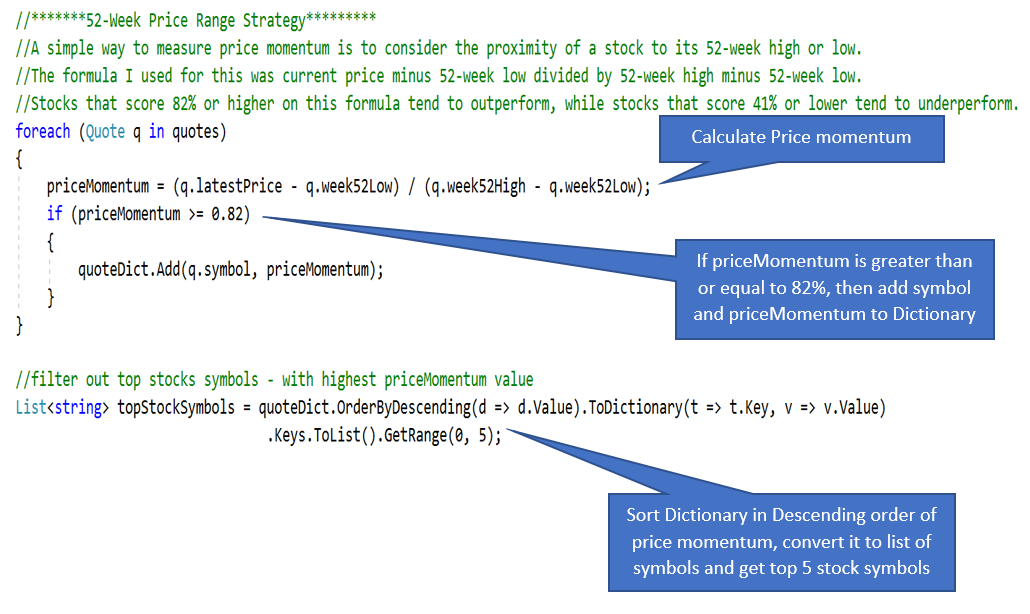 //*******52-Week Price Range Strategy*********
//A simple way to measure price momentum is to consider the proximity of a stock to its 52-week high or low.
//The formula I used for this was current price minus 52-week low divided by 52-week high minus 52-week low.
//Stocks that score 82% or higher on this formula tend to outperform, while stocks that score 41% or lower tend to underperform.
foreach (Quote q in quotes)
{
Calculate Price momentum
priceMomentum = (q.latestPrice - q.week52Low) / (q.week52High - q.week52Low);
if (priceMomentum >= 0.82)
{
quoteDict.Add(q.symbol, priceMomentum);
}
}
If priceMomentum is greater than
or equal to 82%, then add symbol
and priceMomentum to Dictionary
//filter out top stocks symbols - with highest priceMomentum value
List<string> topStockSymbols = quoteDict.OrderByDescending(d => d.Value).ToDictionary(t => t.Key, v => v.Value)
.Keys.ToList().GetRange(0, 5);
Sort Dictionary in Descending order of
price momentum, convert it to list of
symbols and get top 5 stock symbols